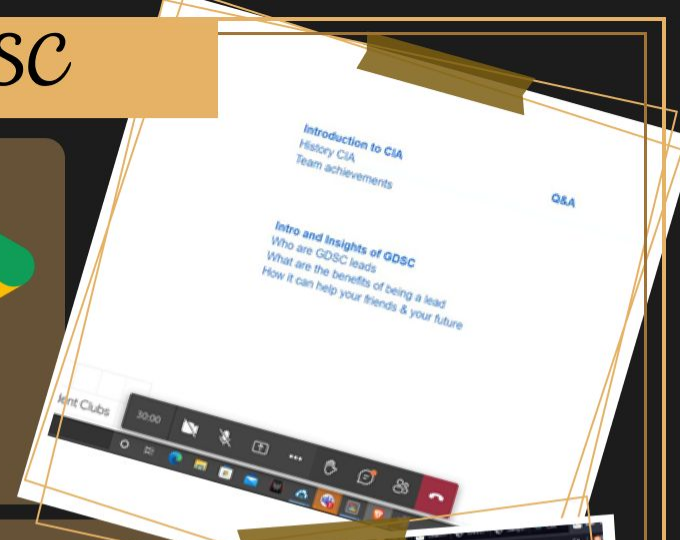 SC
Introduction to CIA
History CIA
Team achievements
Q&A
Intro and Insights of GDSC
Who are GDSC leads
What are the benefits of being a lead
How it can help your friends & your future
lent Clubs
30:00